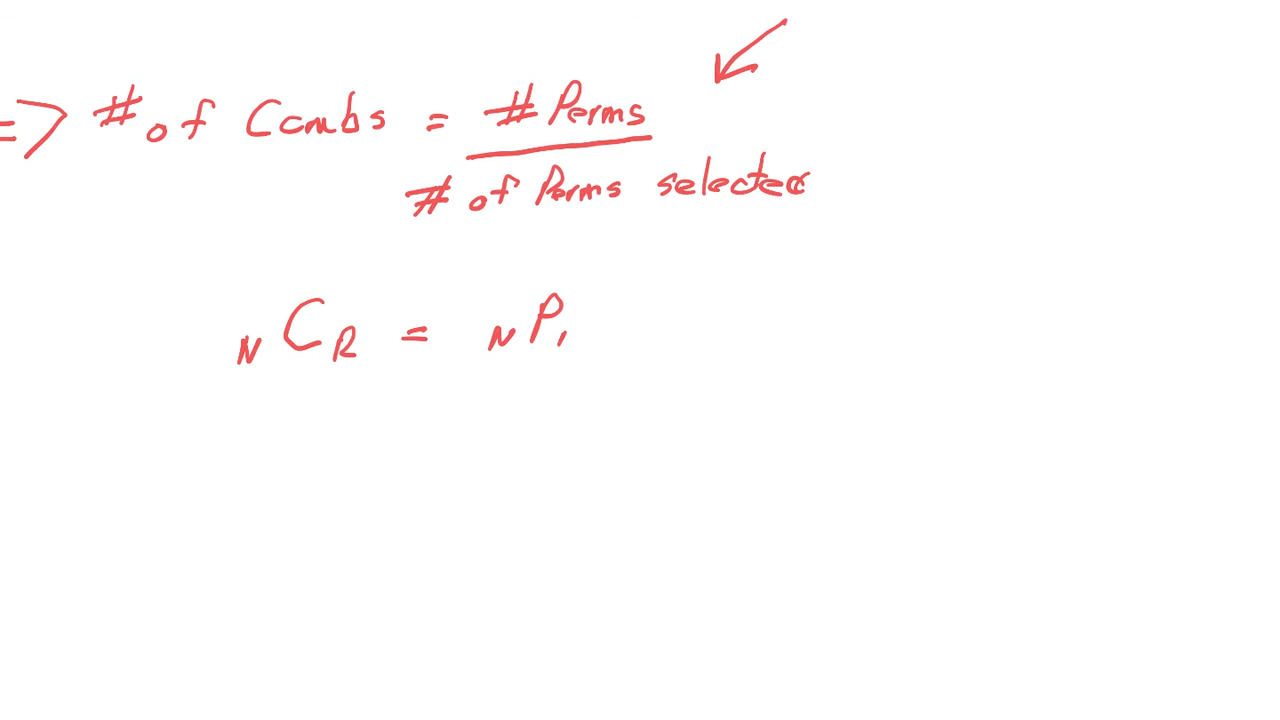 => # of Combs = # Perms
# of Perms selected
N C R = N P